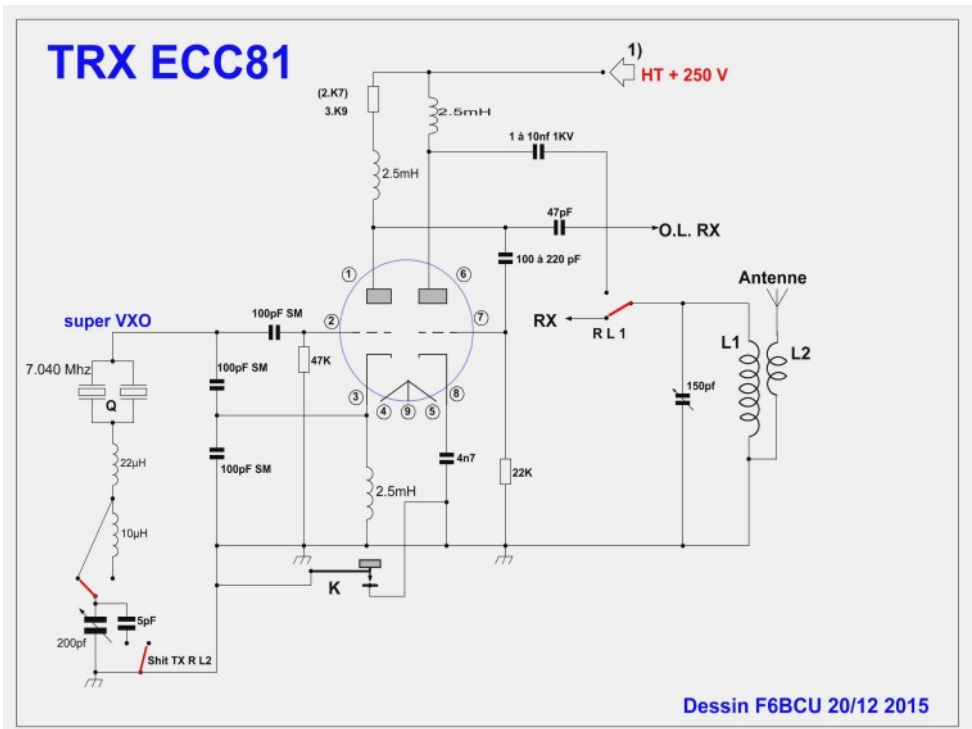 TRX ECC81
1)
HT + 250 V
(2.K7)
3.K9
2.5mH
1 à 10nf 1KV
2.5mH
47pF
O.L. RX
100 à 220 pF
1
6
Antenne
super VXO
100pF SM
2
7
RX
R L 1
L1
L2
7.040 Mhz
100pF SM
47K
Q
3
4
9
5
8
150pf
22µH
100pF SM
4n7
22K
2.5mH
10µH
K
5pF
200pf
Shit TX R L2
Dessin F6BCU 20/12 2015